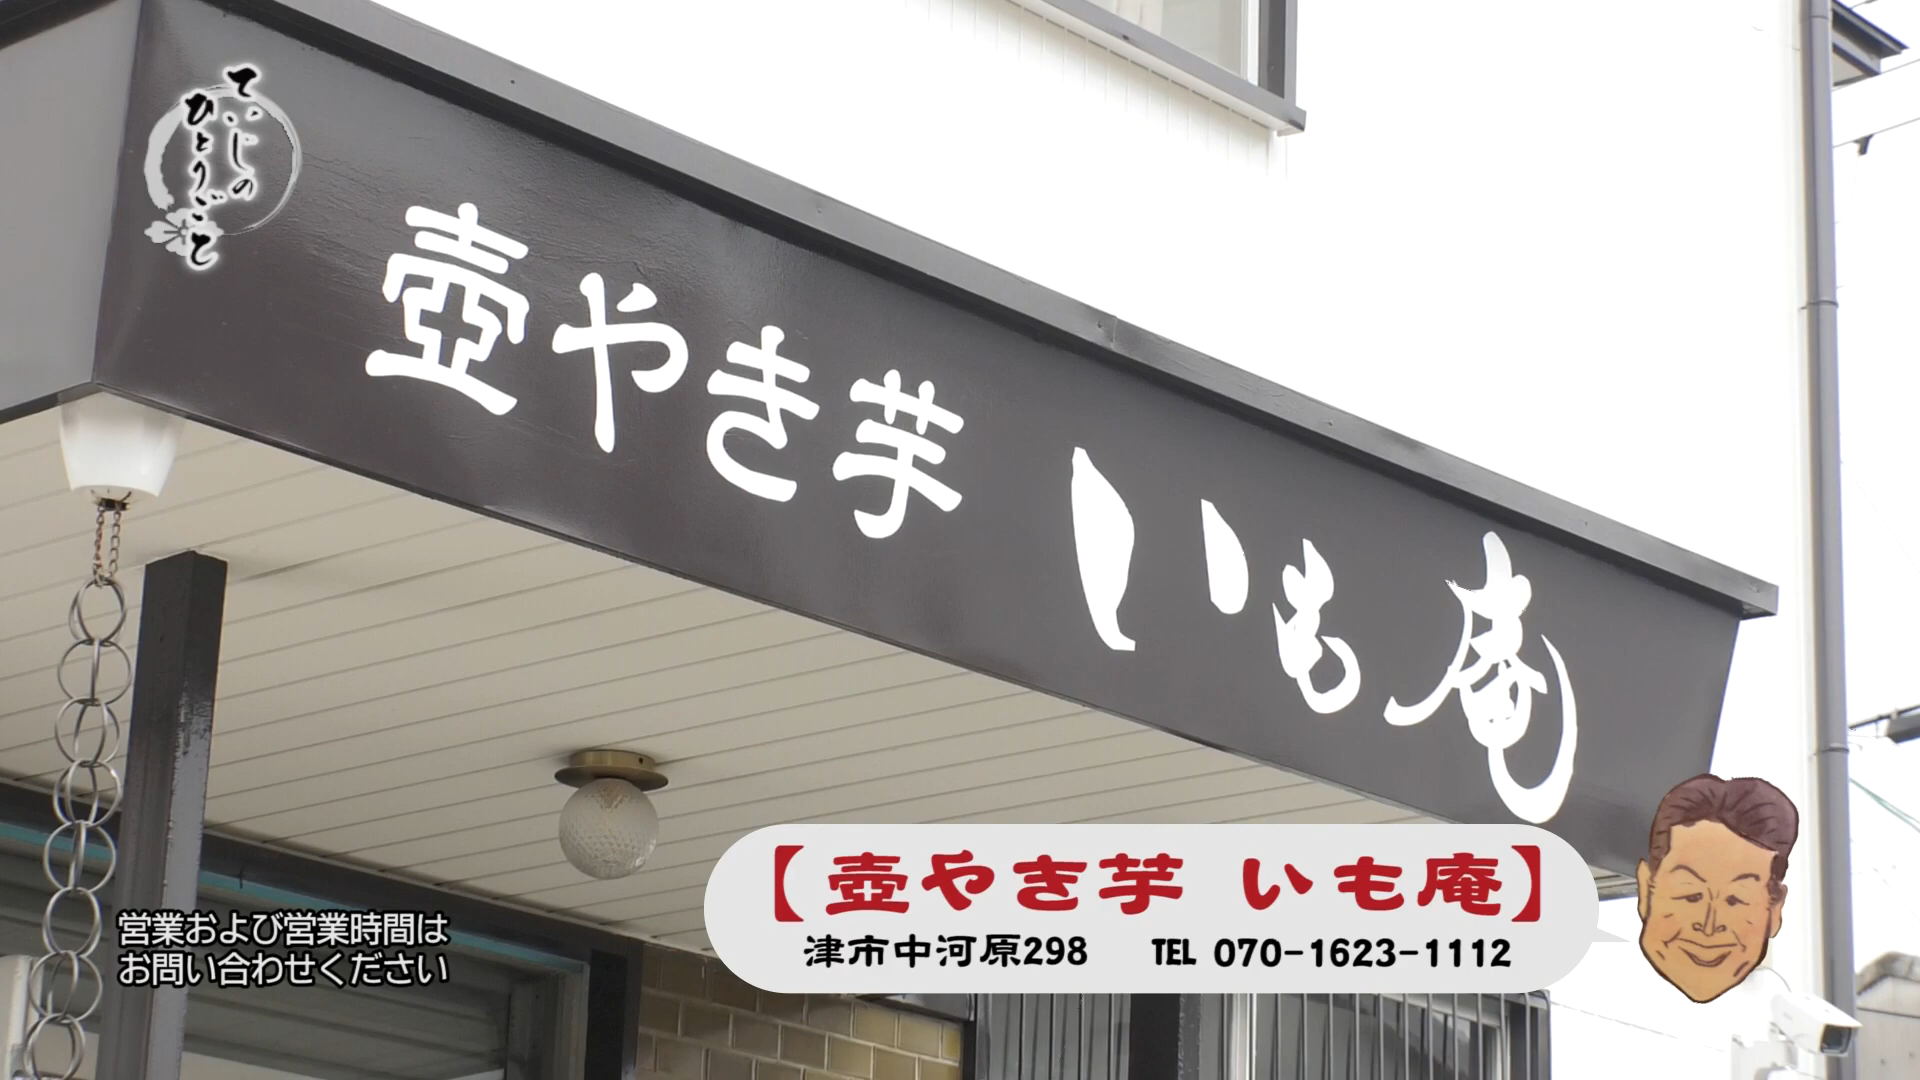 ていじの
ひとりごと
壺やき芋 いも庵
【壺やき芋 いも庵】
津市中河原298 TEL 070-1623-1112
営業および営業時間は
お問い合わせください